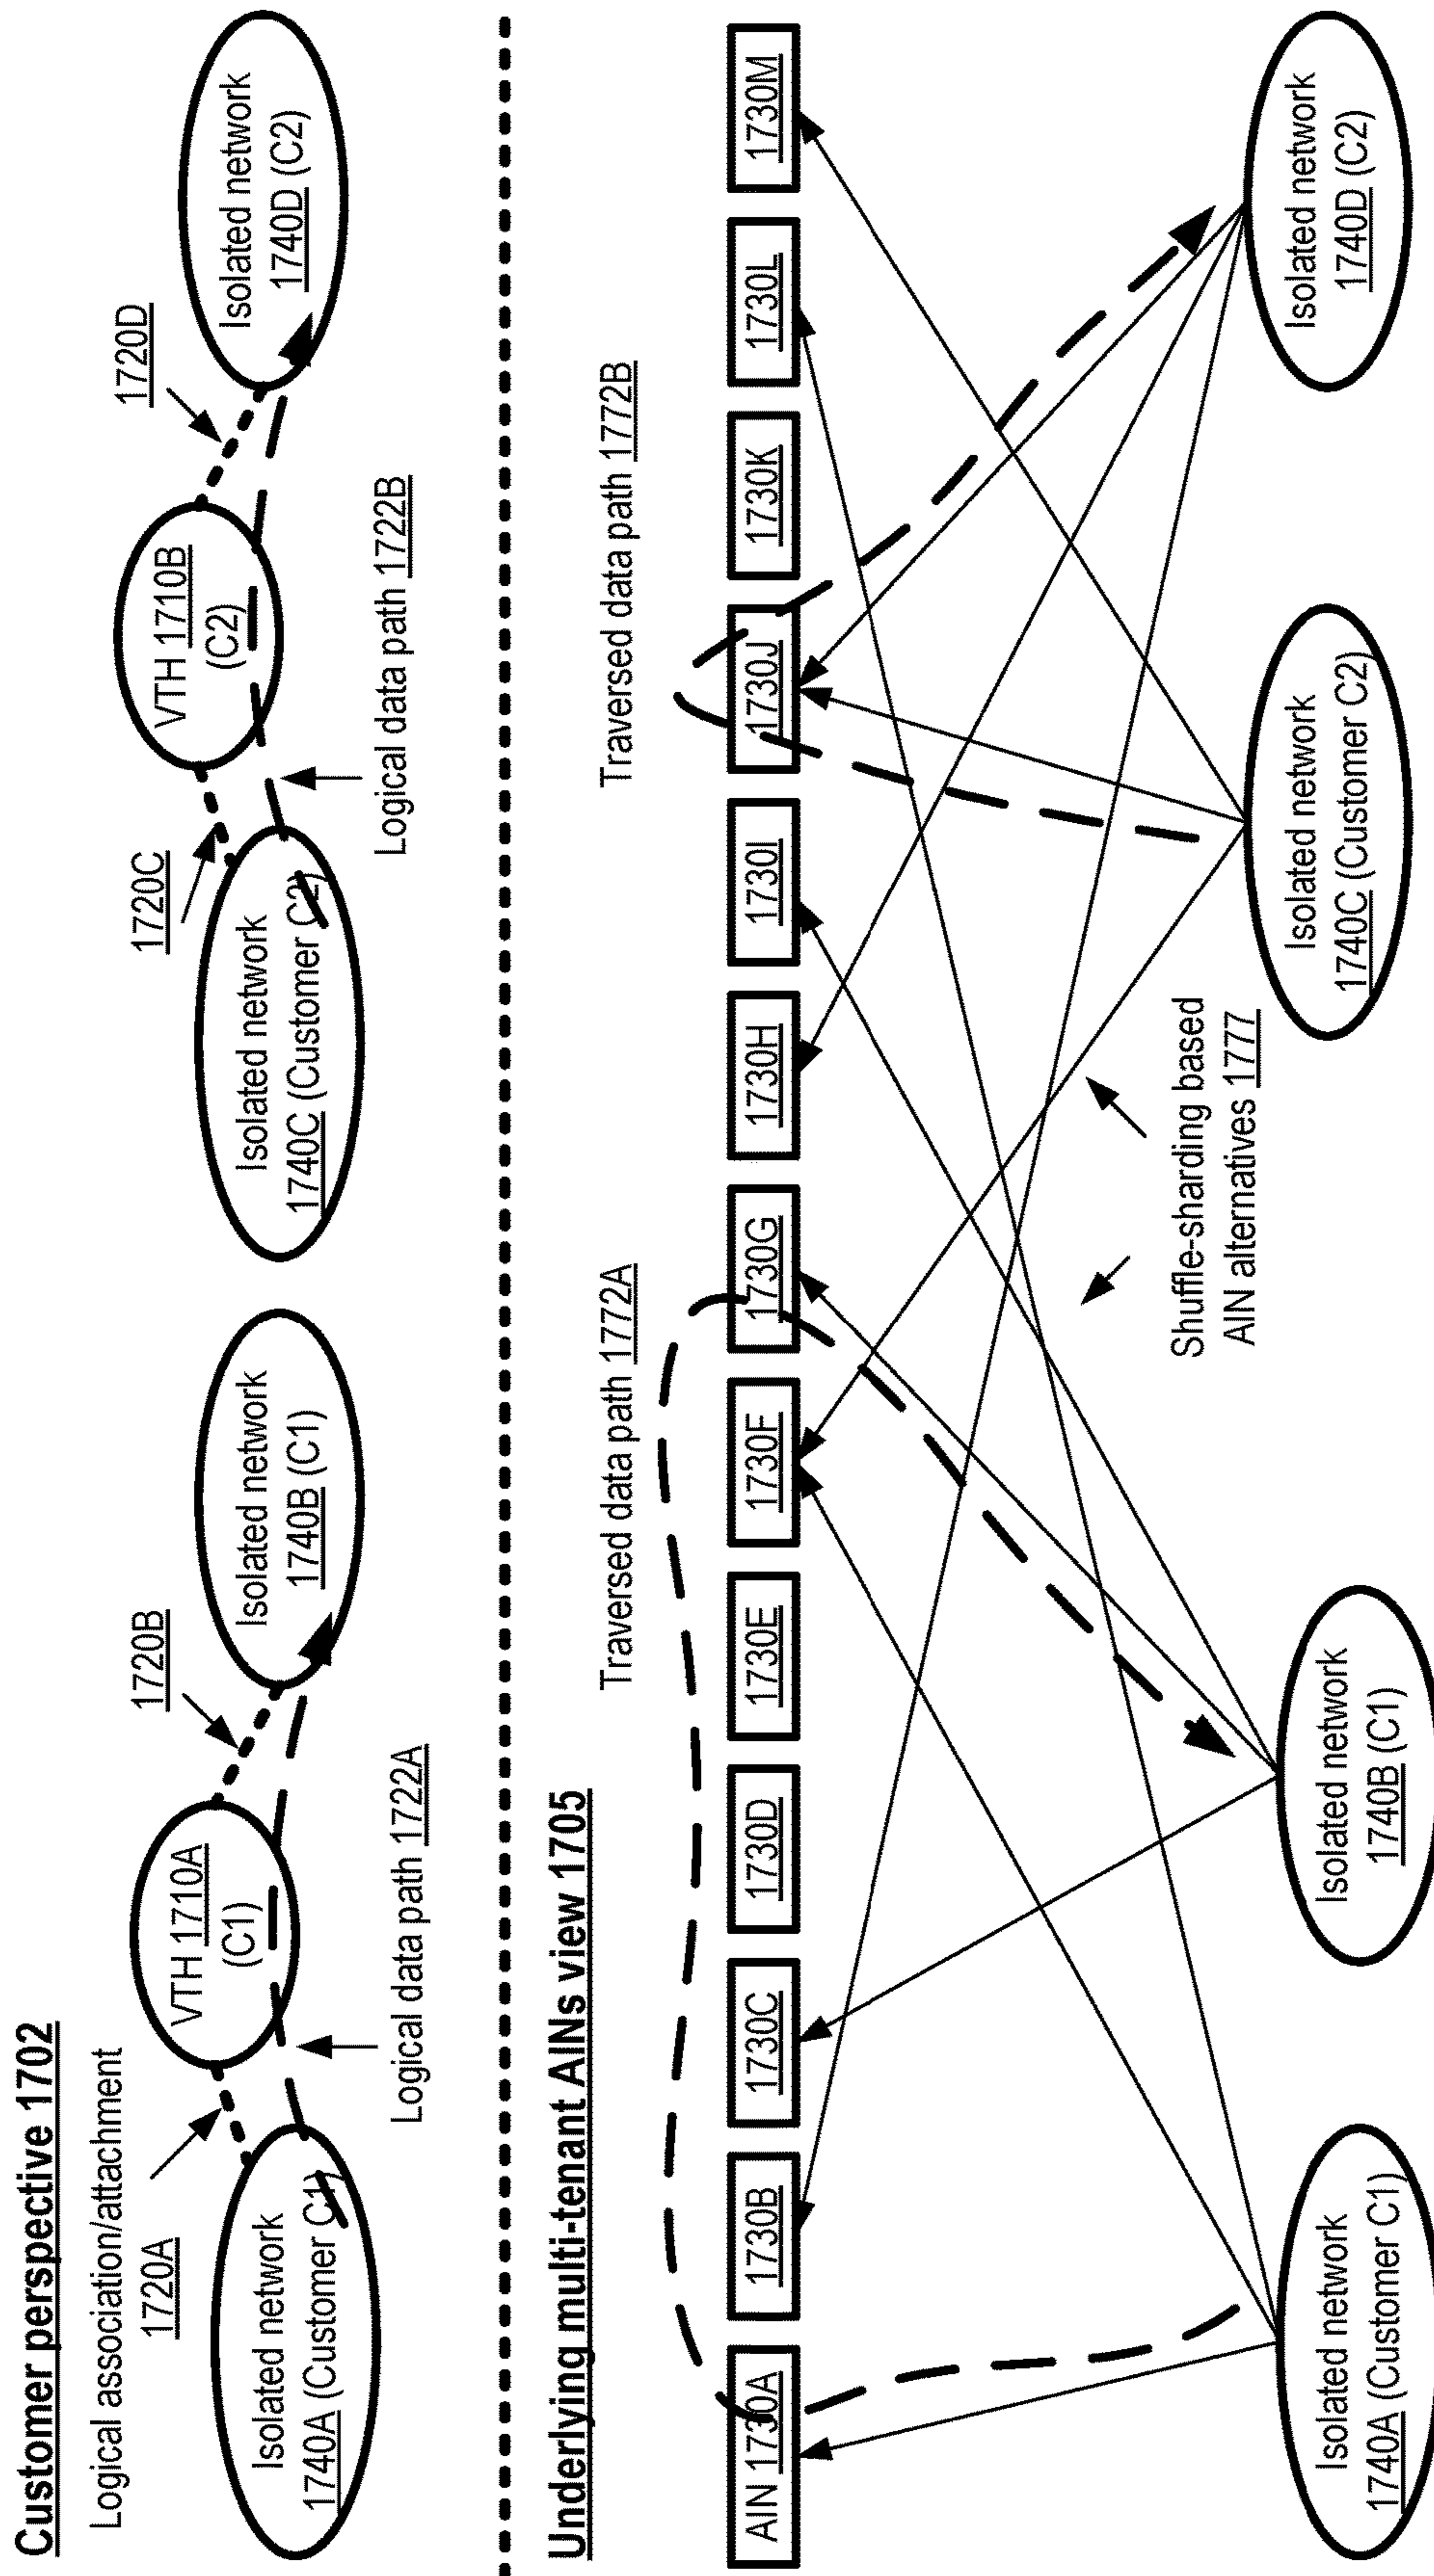 Customer perspective 1702
Logical association/attachment
1720A
1720B
1720C
1720D
VTH 1710A
(C1)
VTH 1710B
(C2)
Isolated network
1740A (Customer C1)
Isolated network
1740B (C1)
Isolated network
1740C (Customer C2)
Isolated network
1740D (C2)
Logical data path 1722A
Logical data path 1722B
Underlying multi-tenant AINs view 1705
Traversed data path 1772A
Traversed data path 1772B
AIN 1730A
1730B
1730C
1730D
1730E
1730F
1730G
1730H
1730I
1730J
1730K
1730L
1730M
Shuffle-sharding based
AIN alternatives 1777
Isolated network
1740A (Customer C1)
Isolated network
1740B (C1)
Isolated network
1740C (Customer C2)
Isolated network
1740D (C2)